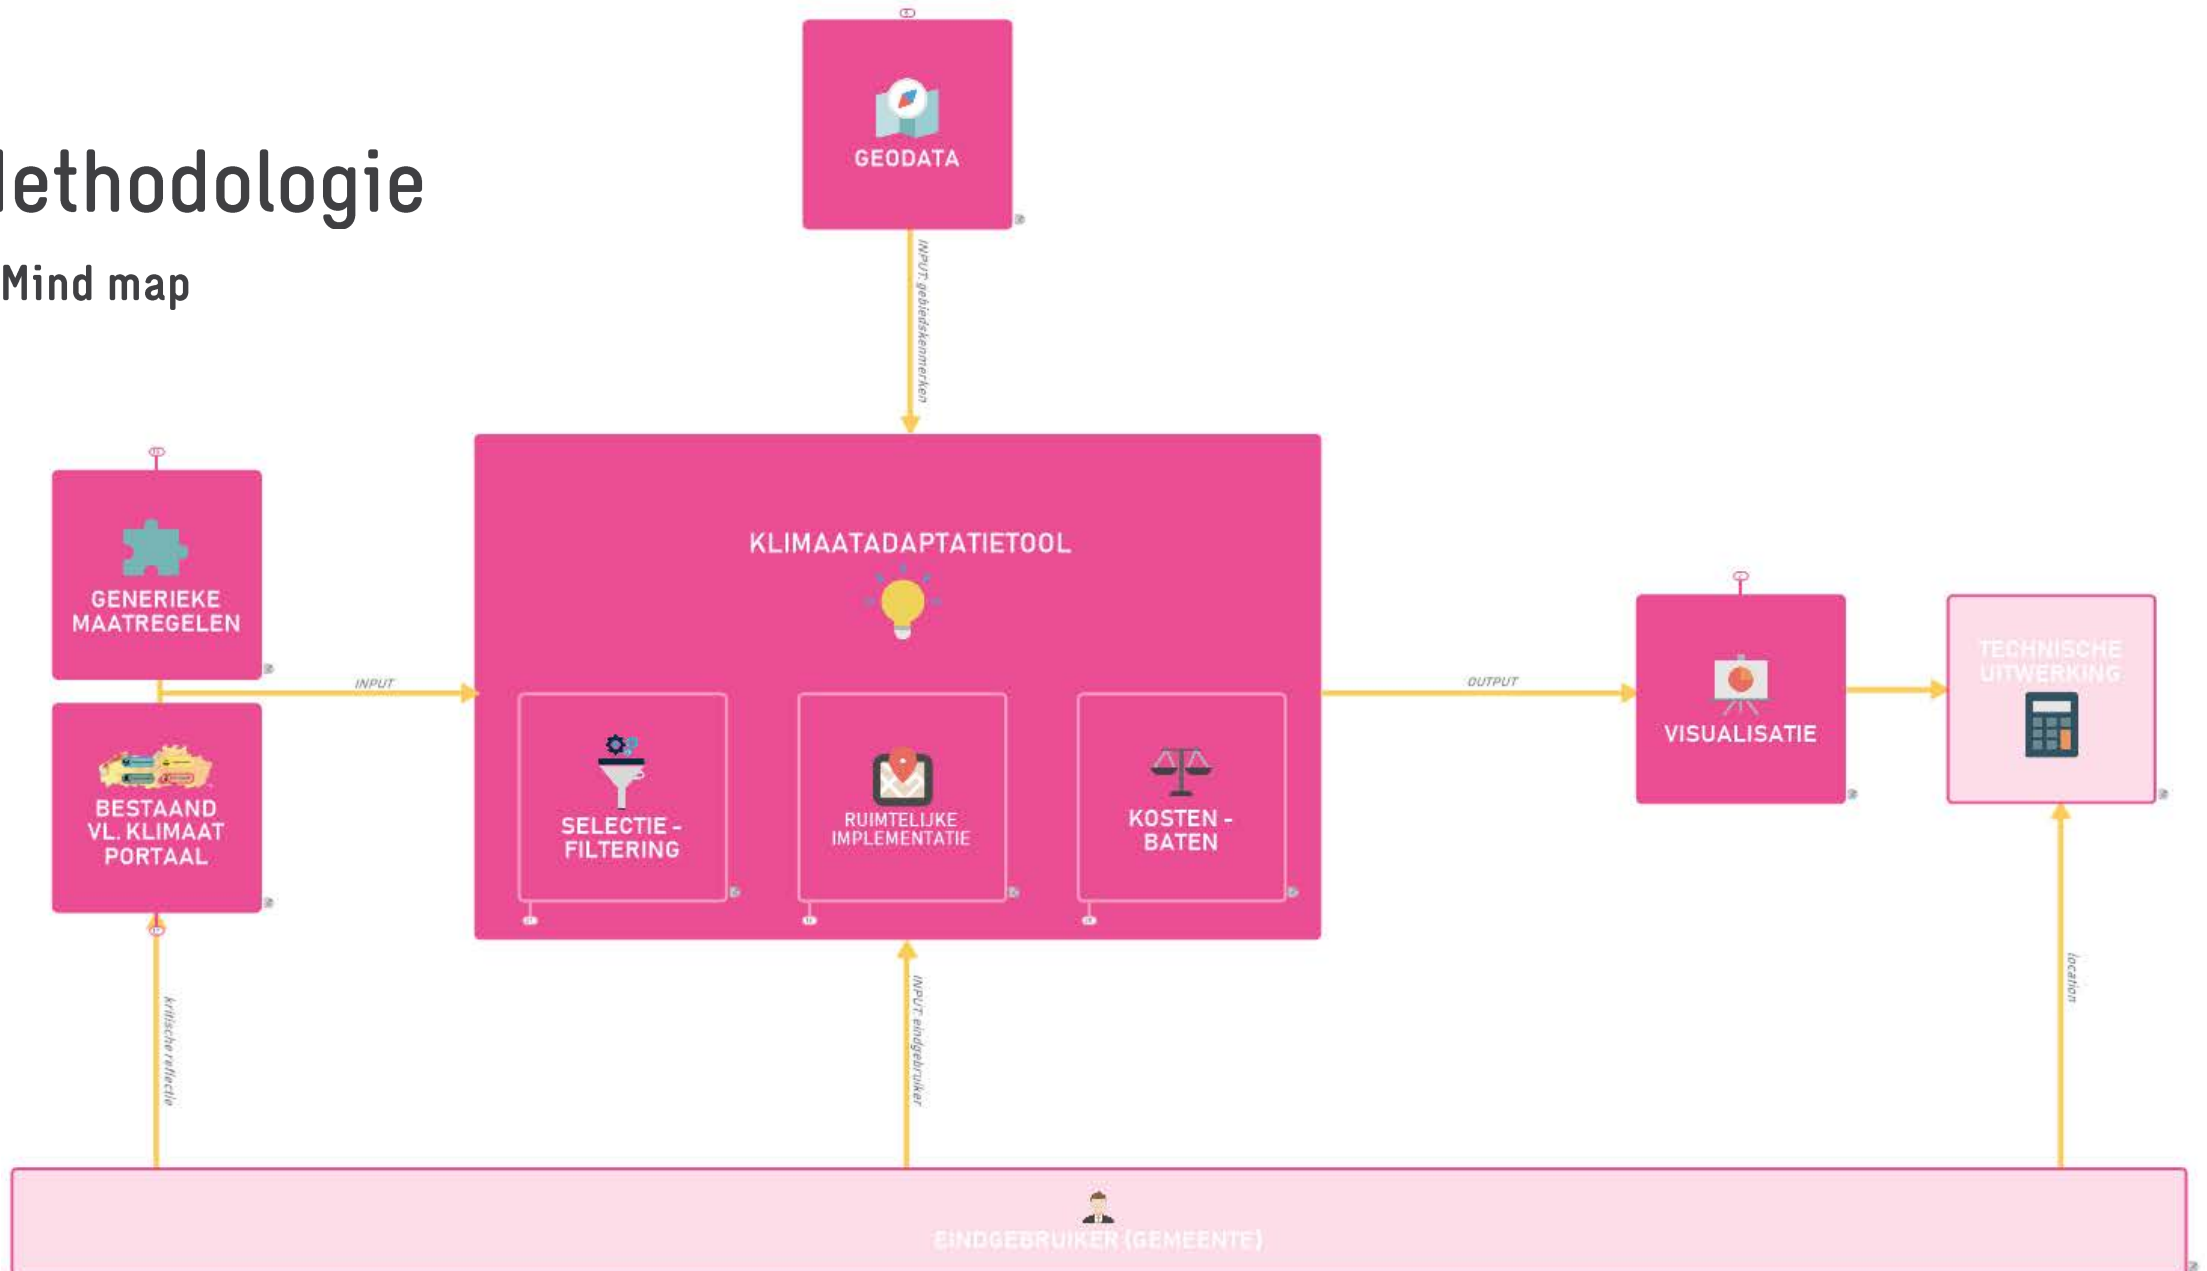 ethodologie
Mind map
GEODATA
INPUT: gebiedskenmerken
GENERIEKE
MAATREGELEN
INPUT
BESTAAND
VL. KLIMAAT
PORTAAL
kritische reflectie
KLIMAATADAPTATIETOOL
SELECTIE -
FILTERING
RUIMTELIJKE
IMPLEMENTATIE
KOSTEN -
BATEN
INPUT: eindgebruiker
OUTPUT
VISUALISATIE
TECHNISCHE
UITWERKING
location
EINDGEBRUIKER (GEMEENTE)